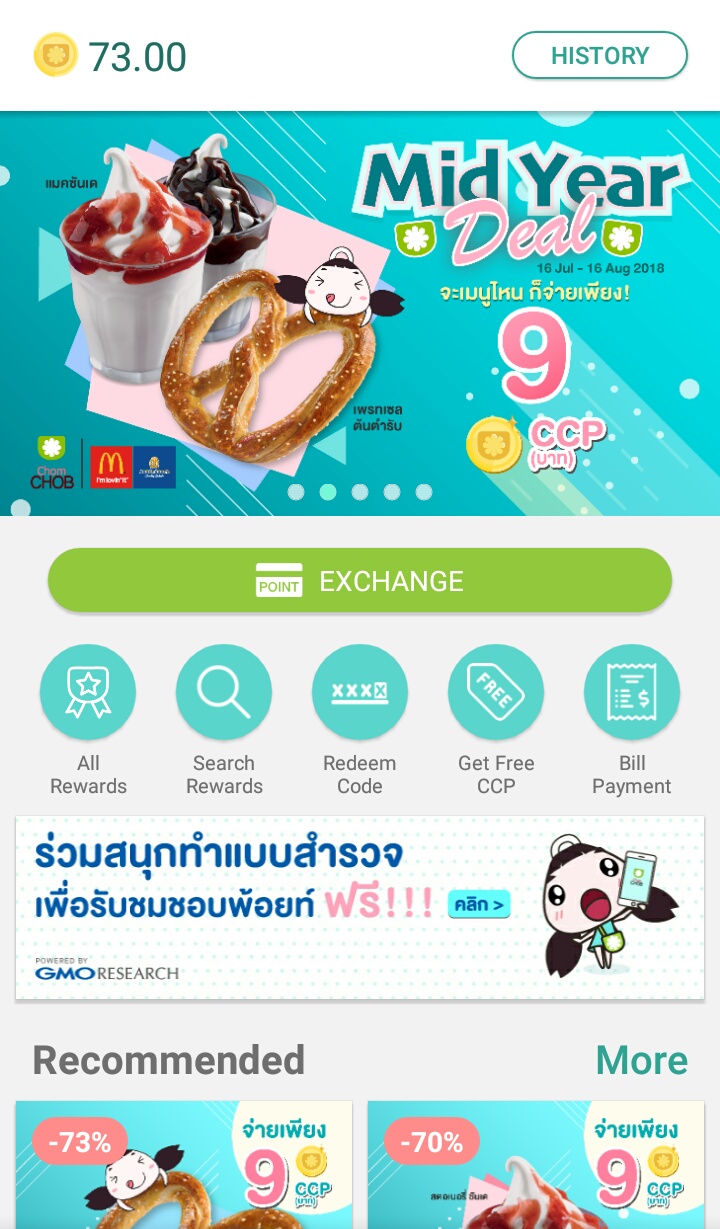 73.00
HISTORY
แมคซันเด
Mid Year
Deal
16 Jul - 16 Aug 2018
จะเมนูไหน ก็จ่ายเพียง!
9
CCP
(บาท)
เพรทเซล
ต้นตำรับ
Chom
CHOB
i'm lovin' it
POINT EXCHANGE
XXXX
FREE
All
Rewards
Search
Rewards
Redeem
Code
Get Free
CCP
Bill
Payment
ร่วมสนุกทำแบบสำรวจ
เพื่อรับชมชอบพ้อยท์ ฟรี!!!
คลิก >
POWERED BY
GMO RESEARCH
Recommended
More
-73%
จ่ายเพียง
9
CCP
(บาท)
-70%
จ่ายเพียง
9
CCP
(บาท)
สตอเบอรี่ ซันเด